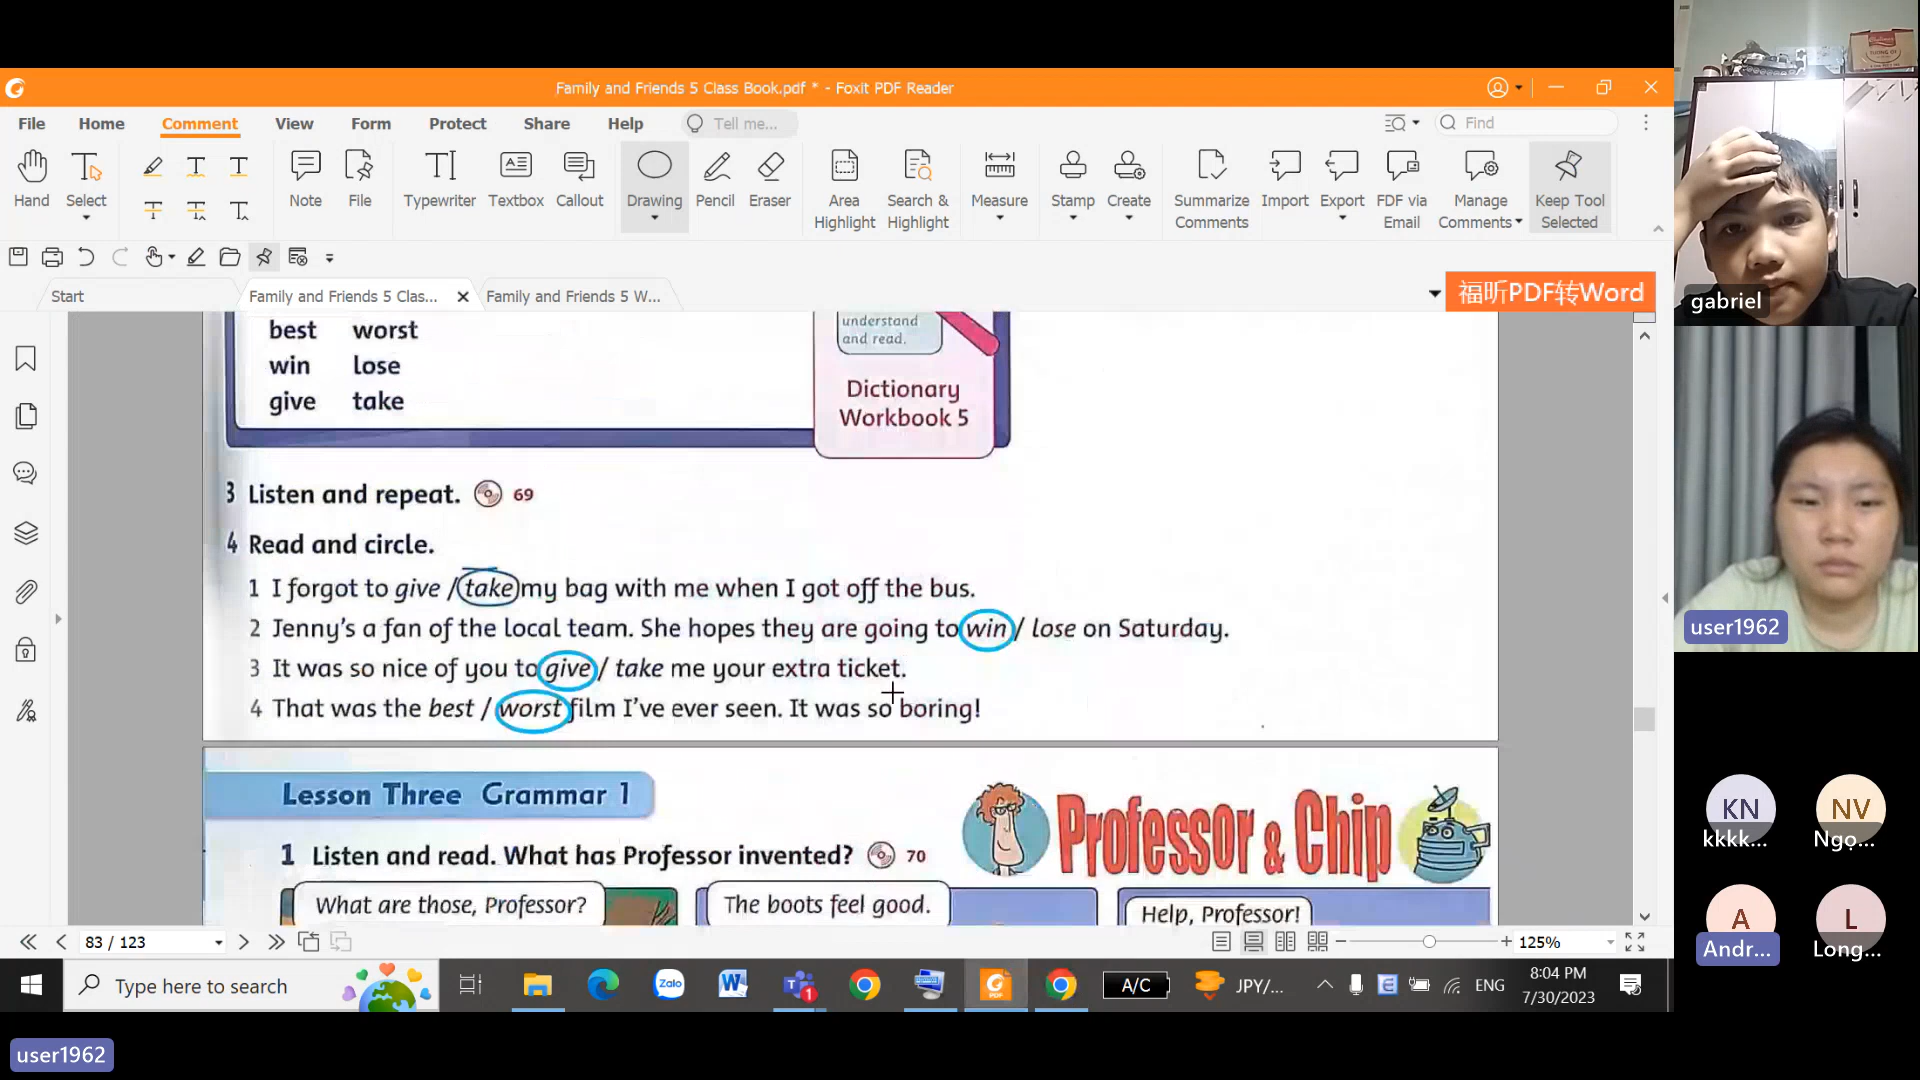 Family and Friends 5 Class Book.pdf * - Foxit PDF Reader
File Home Comment View Form Protect Share Help Tell me... Find
Hand Select Note File Typewriter Textbox Callout Drawing Pencil Eraser Area Highlight Search & Highlight Measure Stamp Create Summarize Comments Import Export FDF via Email Manage Comments Keep Tool Selected
Start Family and Friends 5 Clas... Family and Friends 5 W... 福昕PDF转Word
gabriel
best worst
win lose
give take
understand
and read.
Dictionary
Workbook 5
3 Listen and repeat. 69
4 Read and circle.
1 I forgot to give / take my bag with me when I got off the bus.
2 Jenny's a fan of the local team. She hopes they are going to win / lose on Saturday.
3 It was so nice of you to give / take me your extra ticket.
4 That was the best / worst film I've ever seen. It was so boring!
user1962
Lesson Three Grammar 1
Professor & Chip
1 Listen and read. What has Professor invented? 70
What are those, Professor?
The boots feel good.
Help, Professor!
KN
kkkk...
NV
Ngọ...
A
Andr...
L
Long...
83 / 123
125%
Type here to search
Zalo
1
A/C
JPY/...
ENG
8:04 PM
7/30/2023
user1962